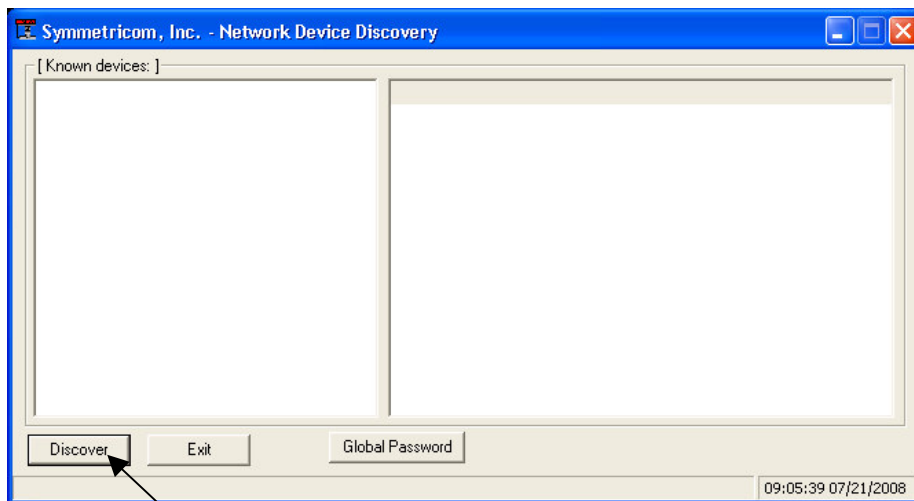 Symmetricom, Inc. - Network Device Discovery
[ Known devices: ]
Discover
Exit
Global Password
09:05:39 07/21/2008